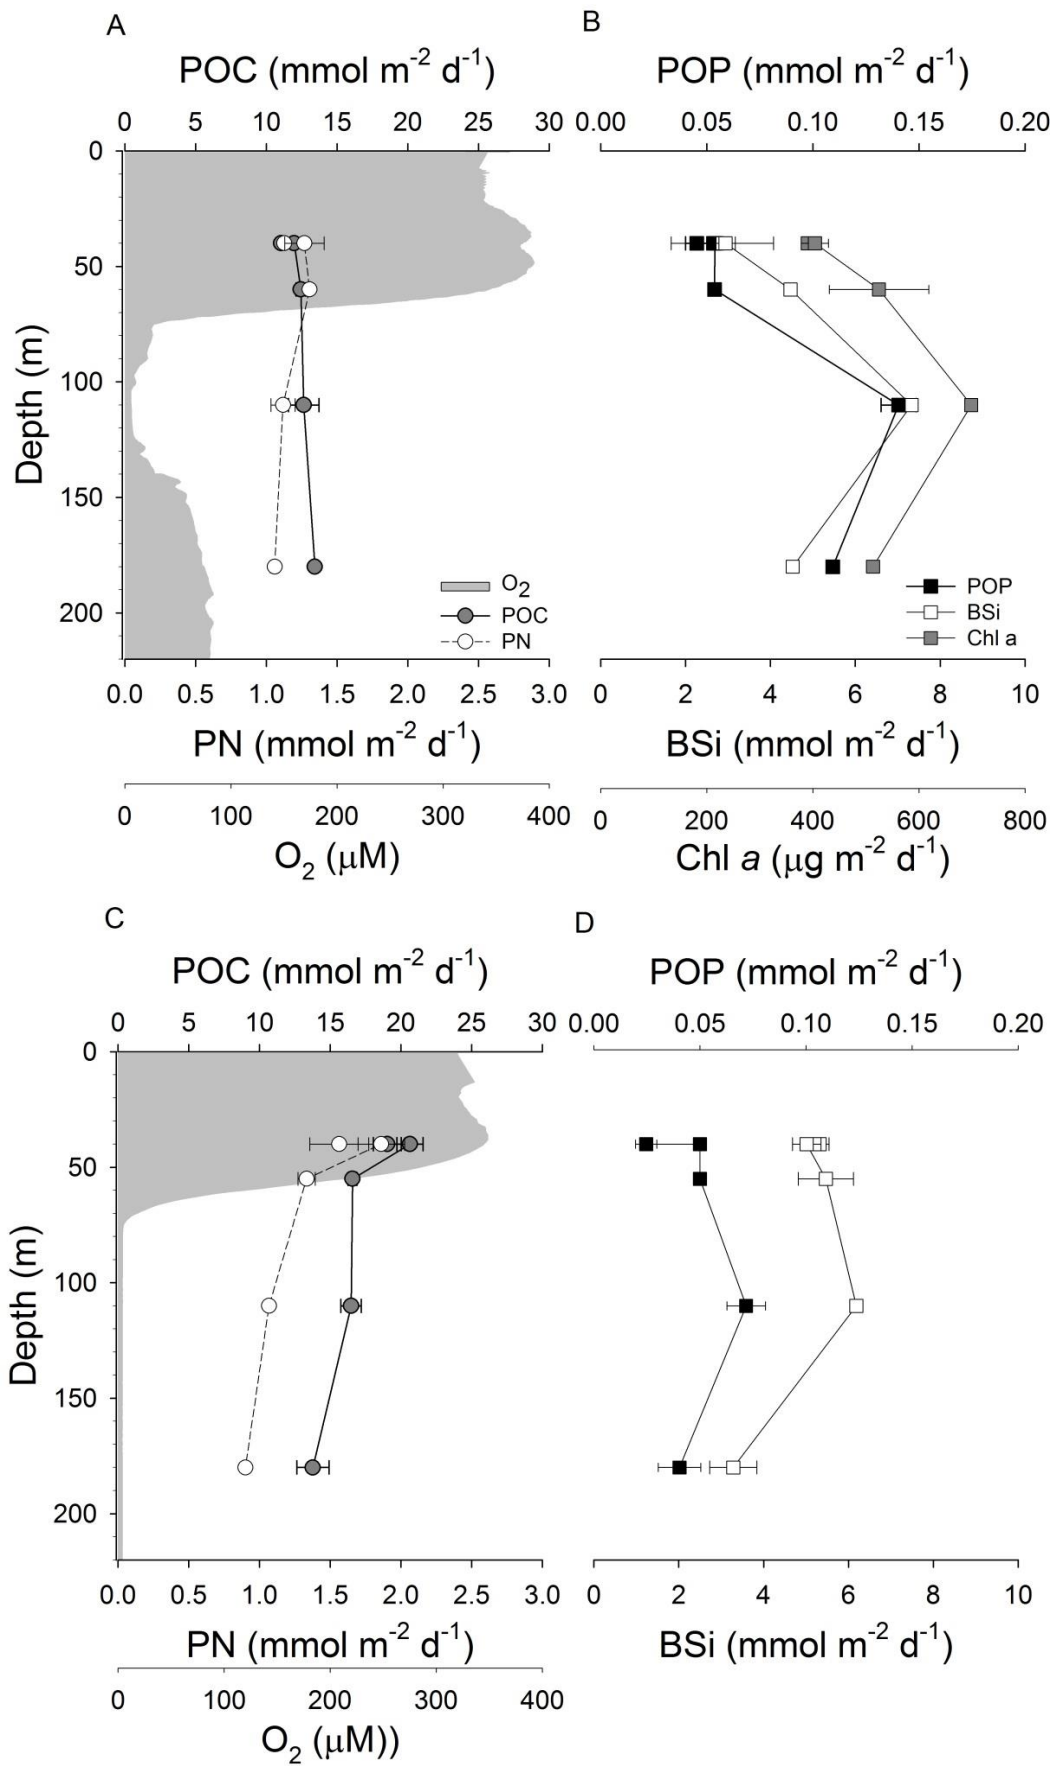 A
POC (mmol m-2 d-1)
0 5 10 15 20 25 30
0
50
100
150
200
Depth (m)
O2
POC
PN
0.0 0.5 1.0 1.5 2.0 2.5 3.0
PN (mmol m-2 d-1)
0 100 200 300 400
O2 (μM)
B
POP (mmol m-2 d-1)
0.00 0.05 0.10 0.15 0.20
POP
BSi
Chl a
0 2 4 6 8 10
BSi (mmol m-2 d-1)
0 200 400 600 800
Chl a (μg m-2 d-1)
C
POC (mmol m-2 d-1)
0 5 10 15 20 25 30
0
50
100
150
200
Depth (m)
0.0 0.5 1.0 1.5 2.0 2.5 3.0
PN (mmol m-2 d-1)
0 100 200 300 400
O2 (μM))
D
POP (mmol m-2 d-1)
0.00 0.05 0.10 0.15 0.20
0 2 4 6 8 10
BSi (mmol m-2 d-1)